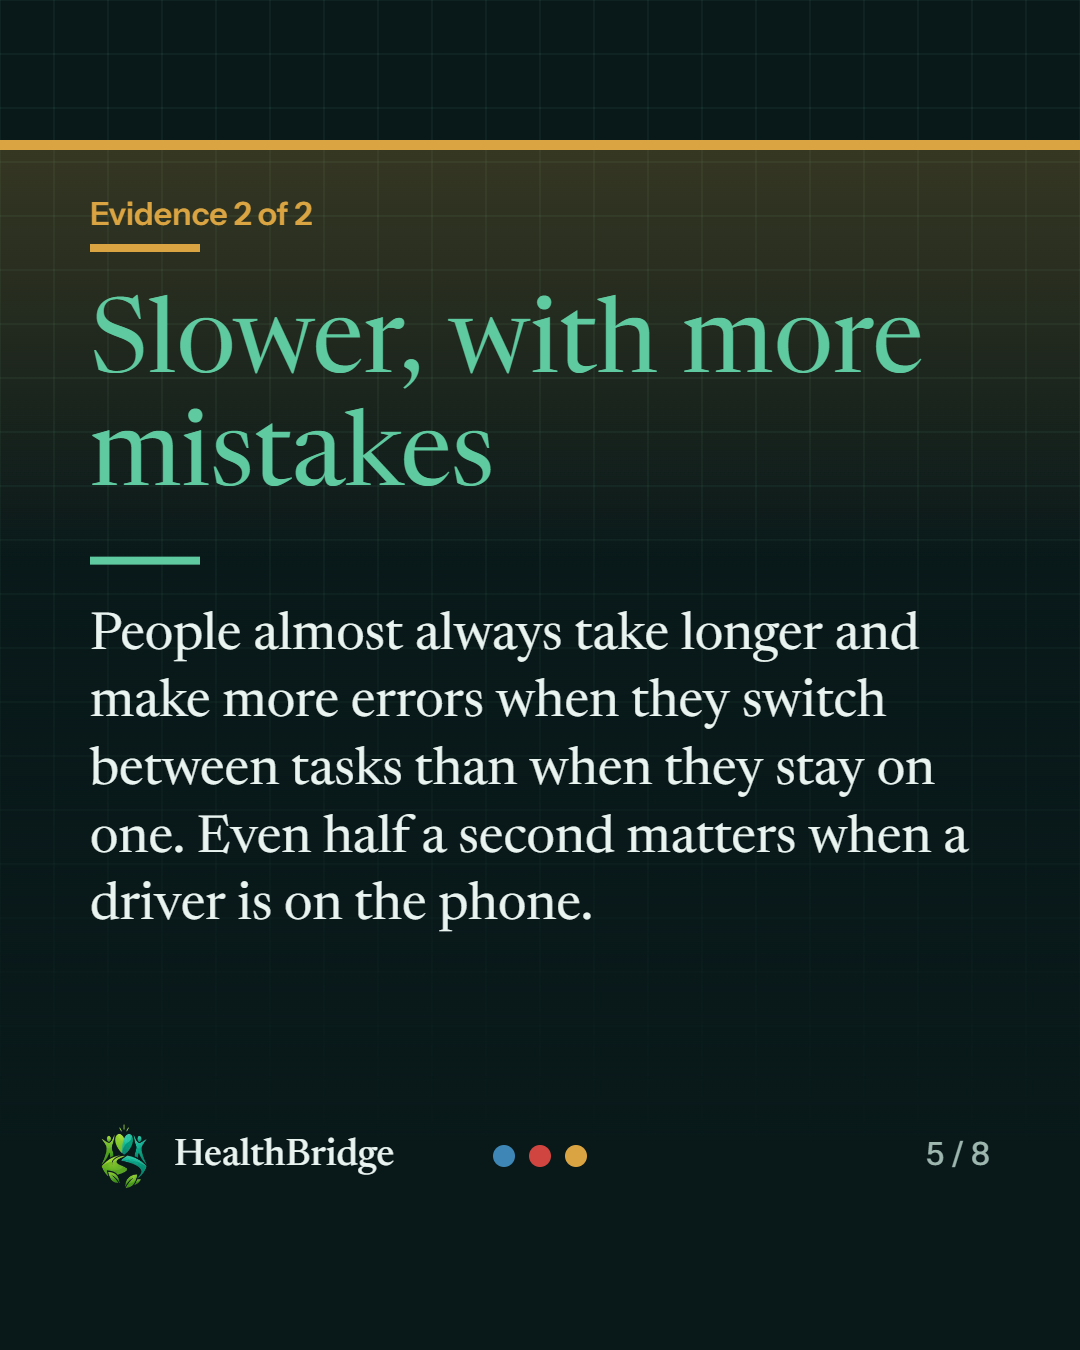 Evidence 2 of 2
Slower, with more
mistakes
People almost always take longer and
make more errors when they switch
between tasks than when they stay on
one. Even half a second matters when a
driver is on the phone.
HealthBridge
5 / 8